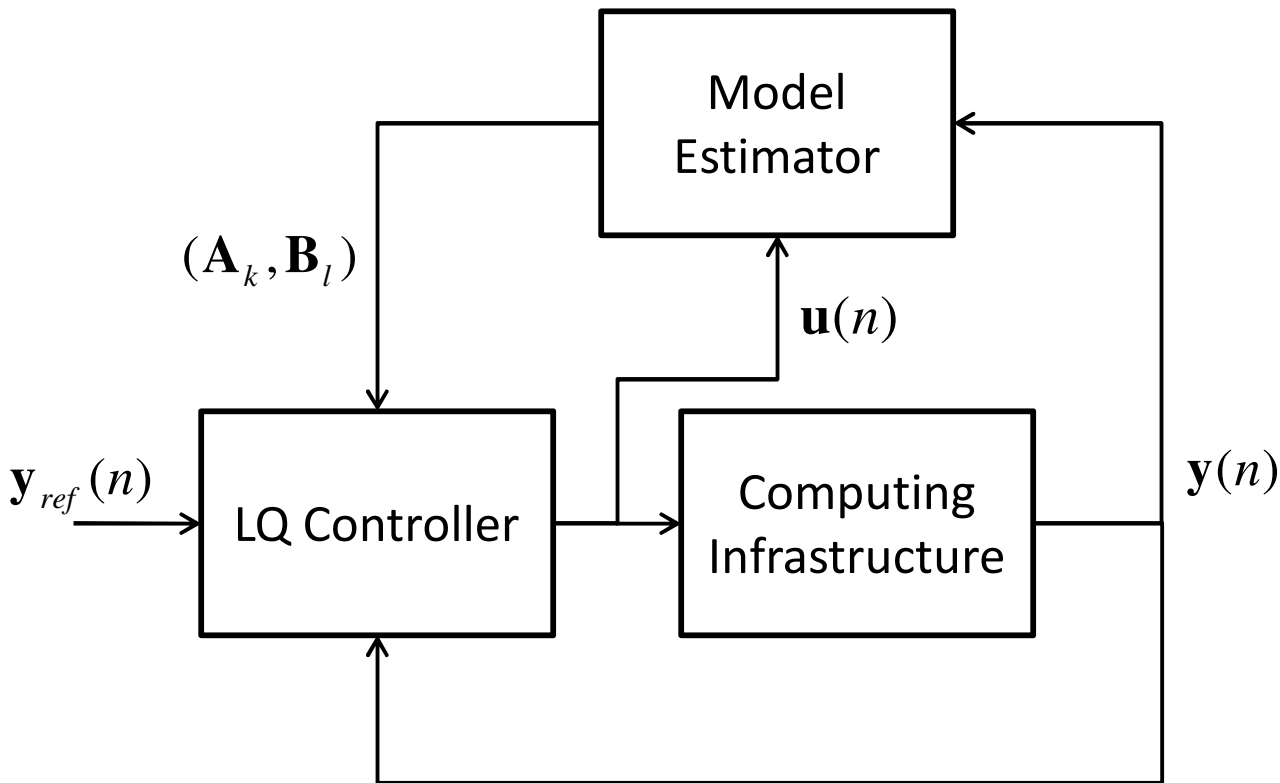 Model
Estimator
(A_k, B_l)
u(n)
y_ref(n)
LQ Controller
Computing
Infrastructure
y(n)